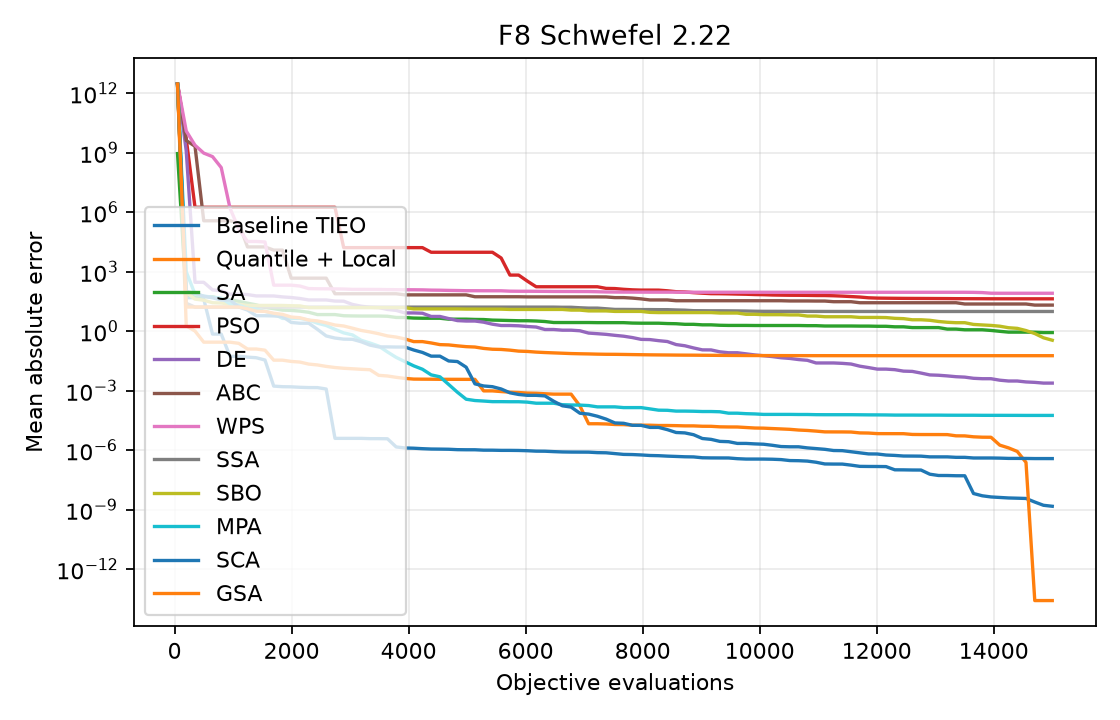 F8 Schwefel 2.22
Mean absolute error
10^12
10^9
10^6
10^3
10^0
10^−3
10^−6
10^−9
10^−12
Baseline TIEO
Quantile + Local
SA
PSO
DE
ABC
WPS
SSA
SBO
MPA
SCA
GSA
0 2000 4000 6000 8000 10000 12000 14000
Objective evaluations